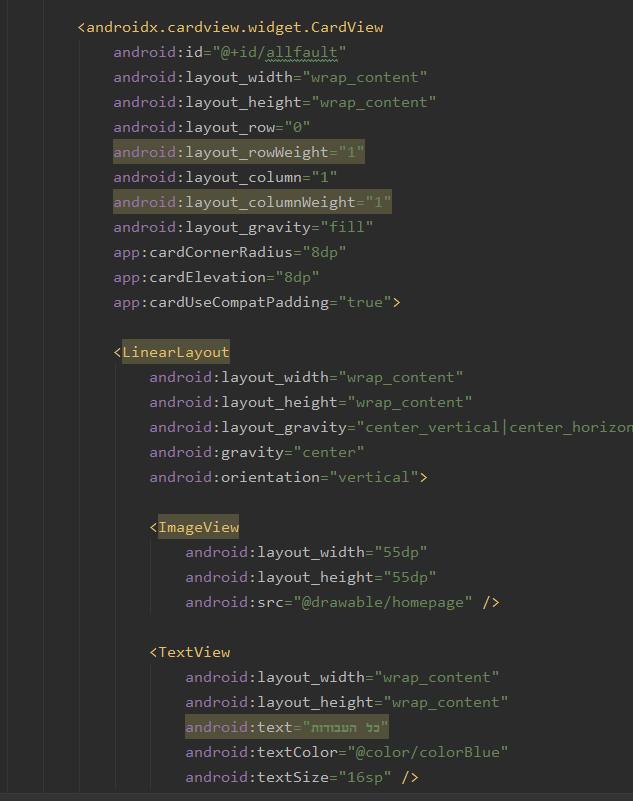 <androidx.cardview.widget.CardView
android:id="@+id/allfault"
android:layout_width="wrap_content"
android:layout_height="wrap_content"
android:layout_row="0"
android:layout_rowWeight="1"
android:layout_column="1"
android:layout_columnWeight="1"
android:layout_gravity="fill"
app:cardCornerRadius="8dp"
app:cardElevation="8dp"
app:cardUseCompatPadding="true">
<LinearLayout
android:layout_width="wrap_content"
android:layout_height="wrap_content"
android:layout_gravity="center_vertical|center_horizon
android:gravity="center"
android:orientation="vertical">
<ImageView
android:layout_width="55dp"
android:layout_height="55dp"
android:src="@drawable/homepage" />
<TextView
android:layout_width="wrap_content"
android:layout_height="wrap_content"
android:text="כל העבודות"
android:textColor="@color/colorBlue"
android:textSize="16sp" />